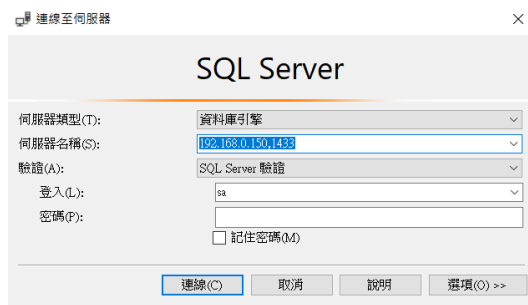 連線至伺服器
SQL Server
伺服器類型(T): 資料庫引擎
伺服器名稱(S): 192.168.0.150,1433
驗證(A): SQL Server 驗證
登入(L): sa
密碼(P):
記住密碼(M)
連線(C) 取消 說明 選項(O) >>